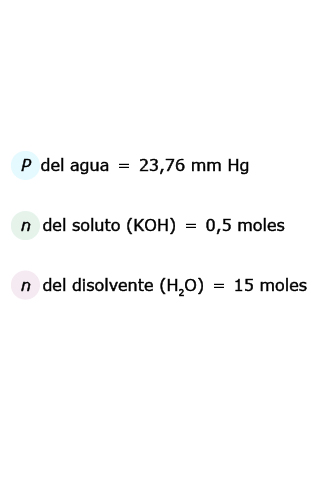 P del agua = 23,76 mm Hg
n del soluto (KOH) = 0,5 moles
n del disolvente (H₂O) = 15 moles